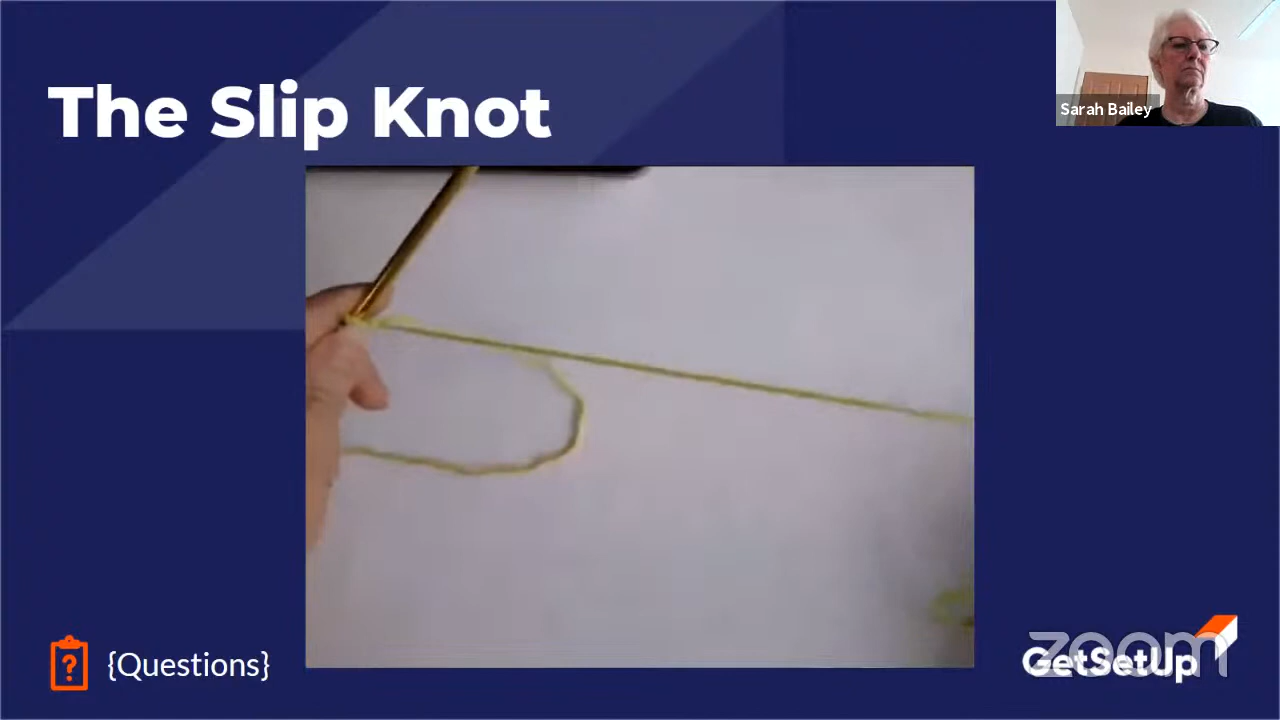 The Slip Knot
Sarah Bailey
{Questions}
GetSetUp
zoom